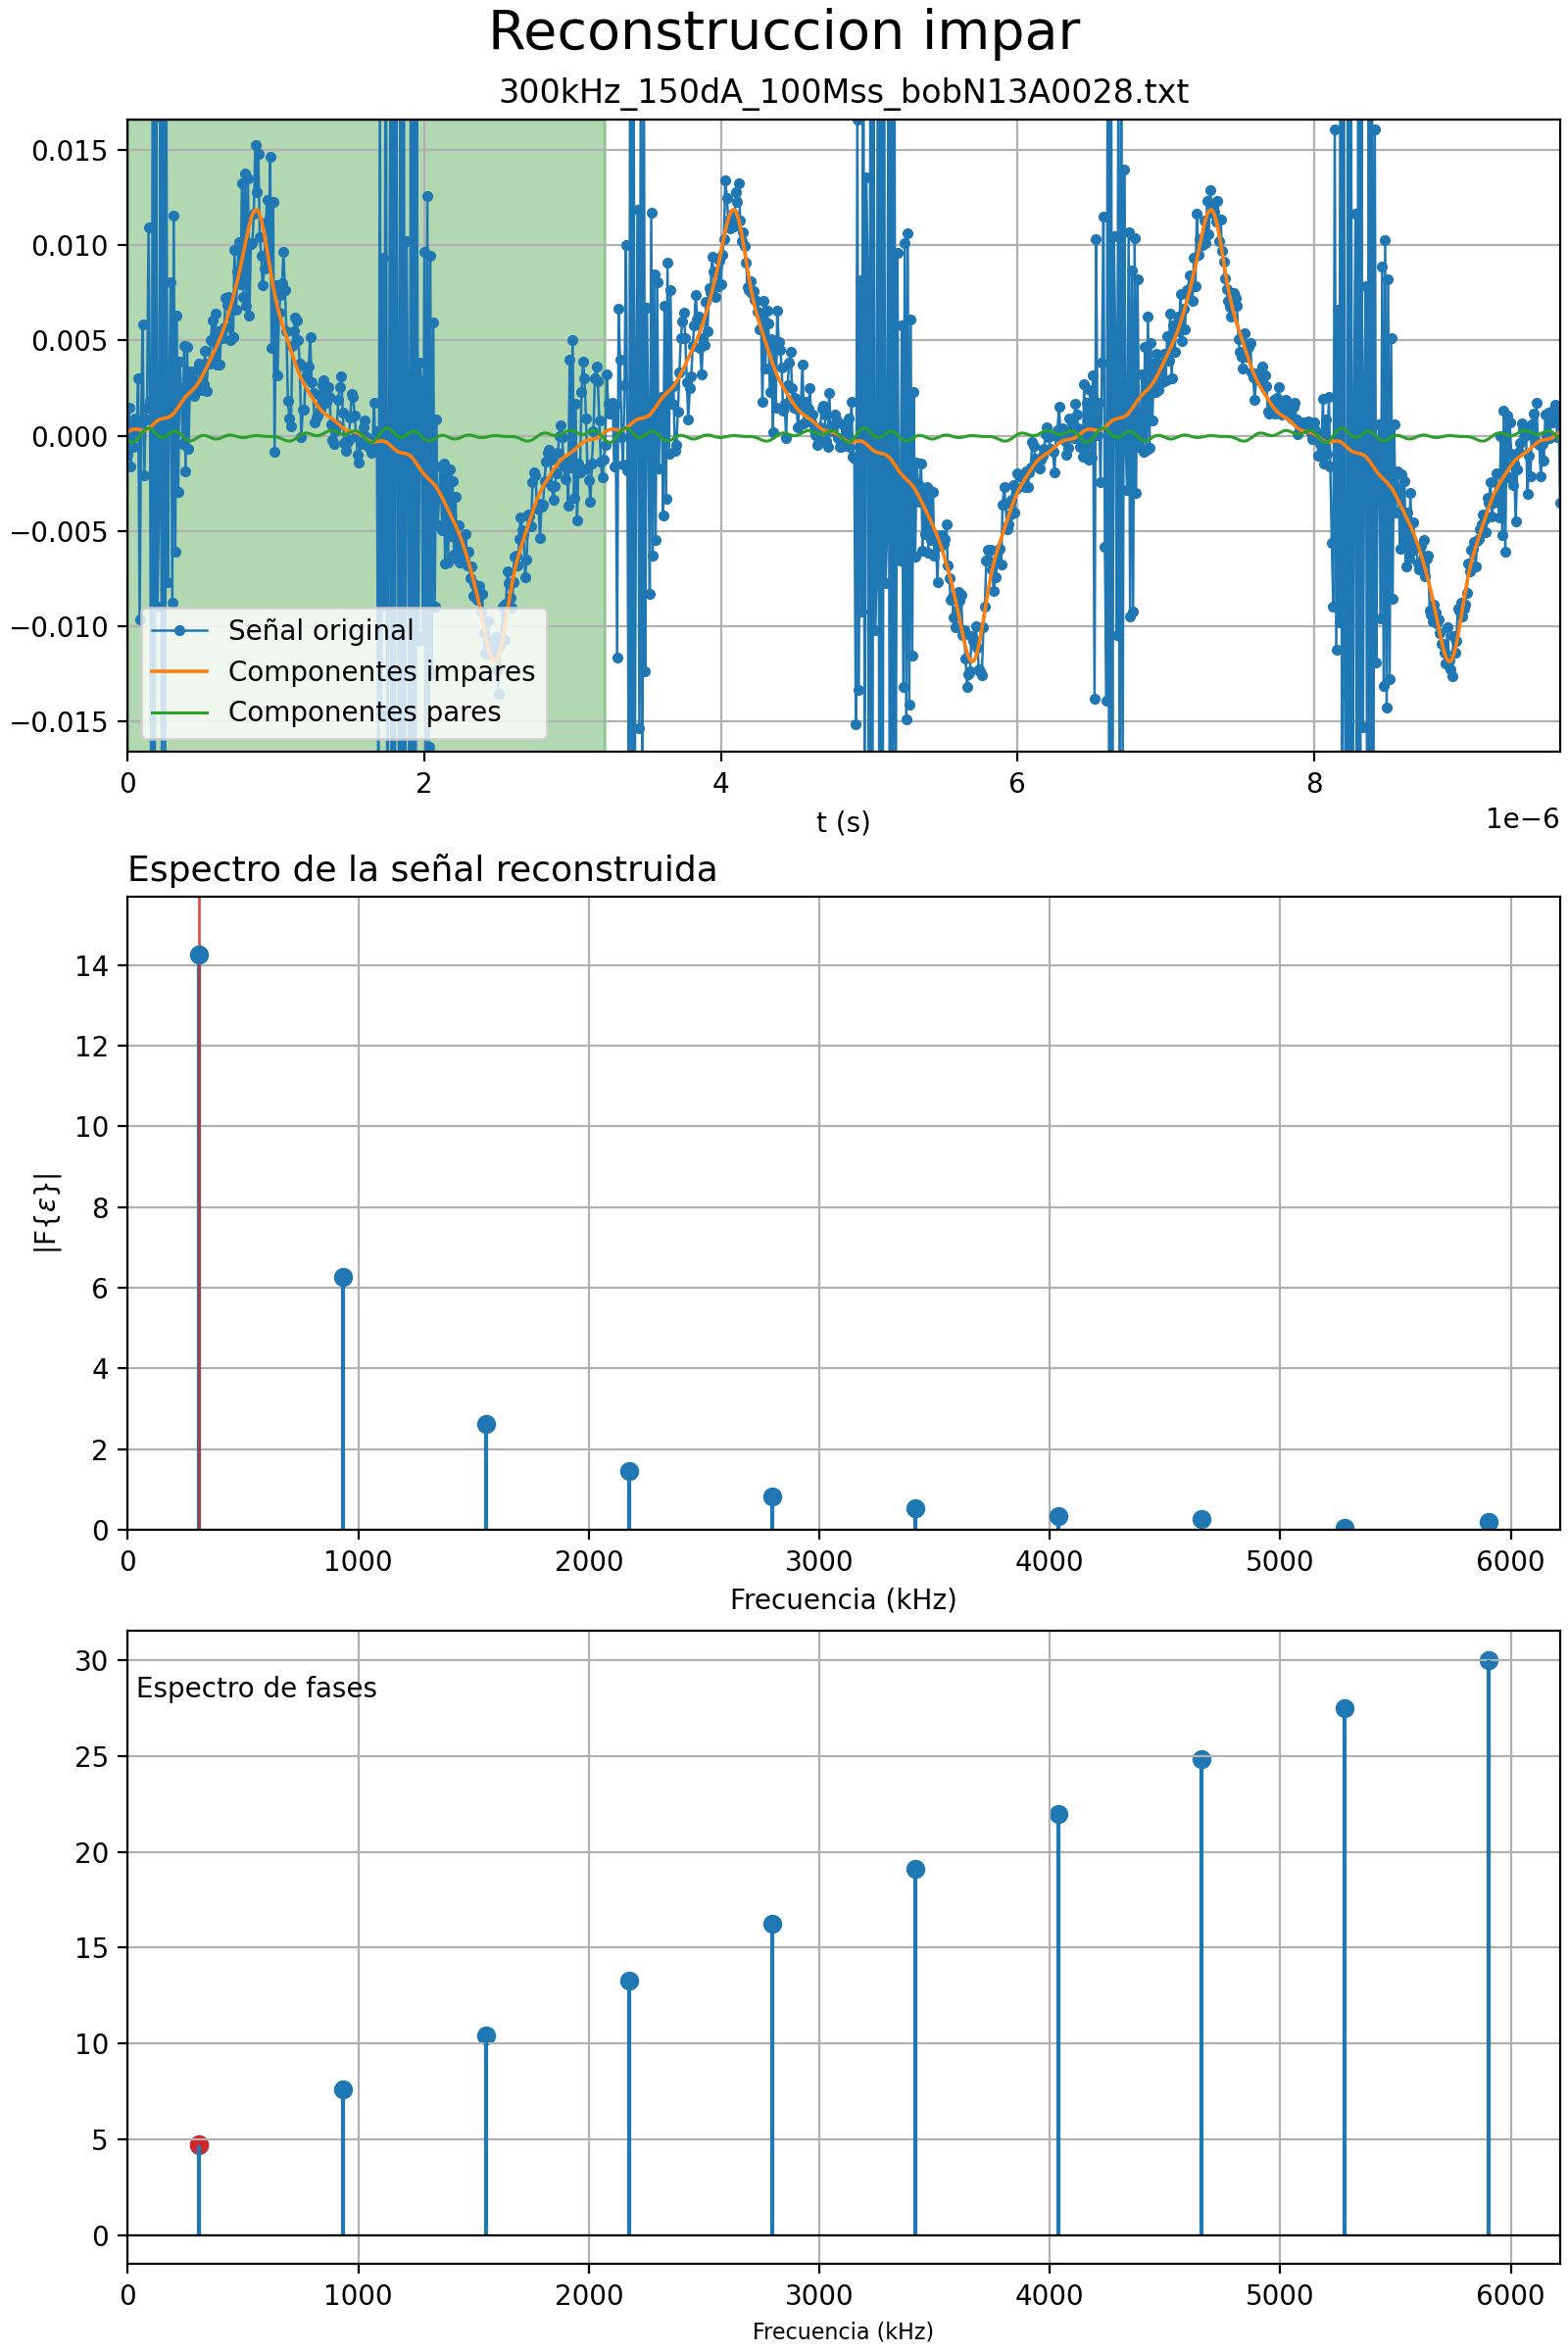 Reconstruccion impar
300kHz_150dA_100Mss_bobN13A0028.txt
0.015
0.010
0.005
0.000
−0.005
−0.010
−0.015
Señal original
Componentes impares
Componentes pares
0 2 4 6 8
1e−6
t (s)
Espectro de la señal reconstruida
14
12
10
8
6
4
2
0
|F{ε}|
0 1000 2000 3000 4000 5000 6000
Frecuencia (kHz)
30
25
20
15
10
5
0
Espectro de fases
0 1000 2000 3000 4000 5000 6000
Frecuencia (kHz)